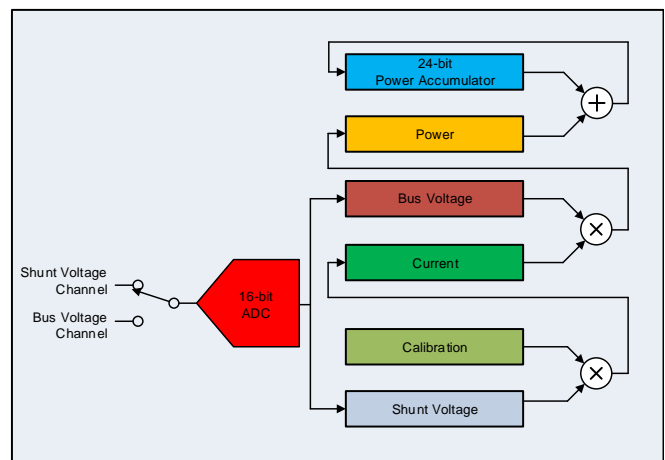 24-bit
Power Accumulator
Power
Bus Voltage
Current
Shunt Voltage
Channel
16-bit
ADC
Bus Voltage
Channel
Calibration
Shunt Voltage